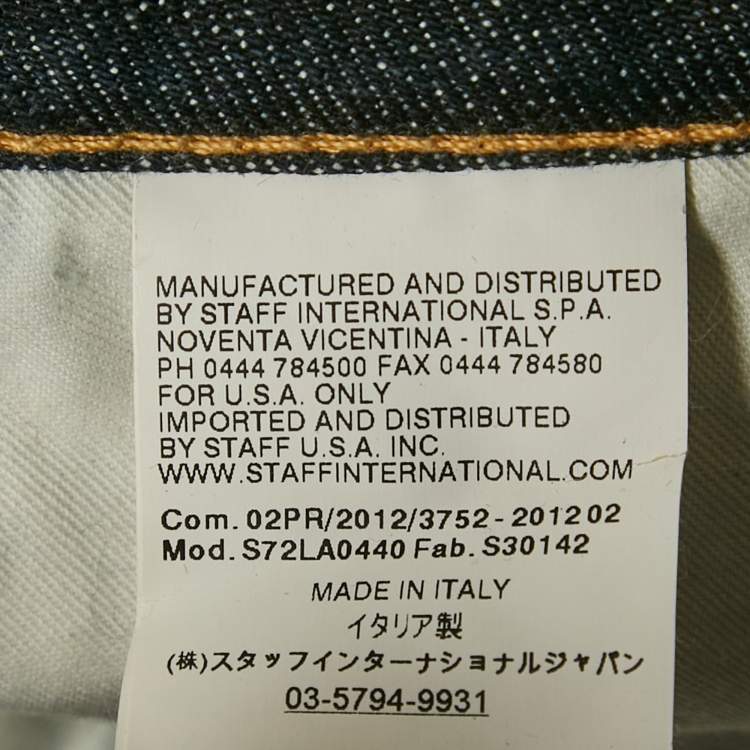 MANUFACTURED AND DISTRIBUTED
BY STAFF INTERNATIONAL S.P.A.
NOVENTA VICENTINA - ITALY
PH 0444 784500 FAX 0444 784580
FOR U.S.A. ONLY
IMPORTED AND DISTRIBUTED
BY STAFF U.S.A. INC.
WWW.STAFFINTERNATIONAL.COM
Com. 02PR/2012/3752 - 2012 02
Mod. S72LA0440 Fab. S30142
MADE IN ITALY
イタリア製
(株)スタッフインターナショナルジャパン
03-5794-9931